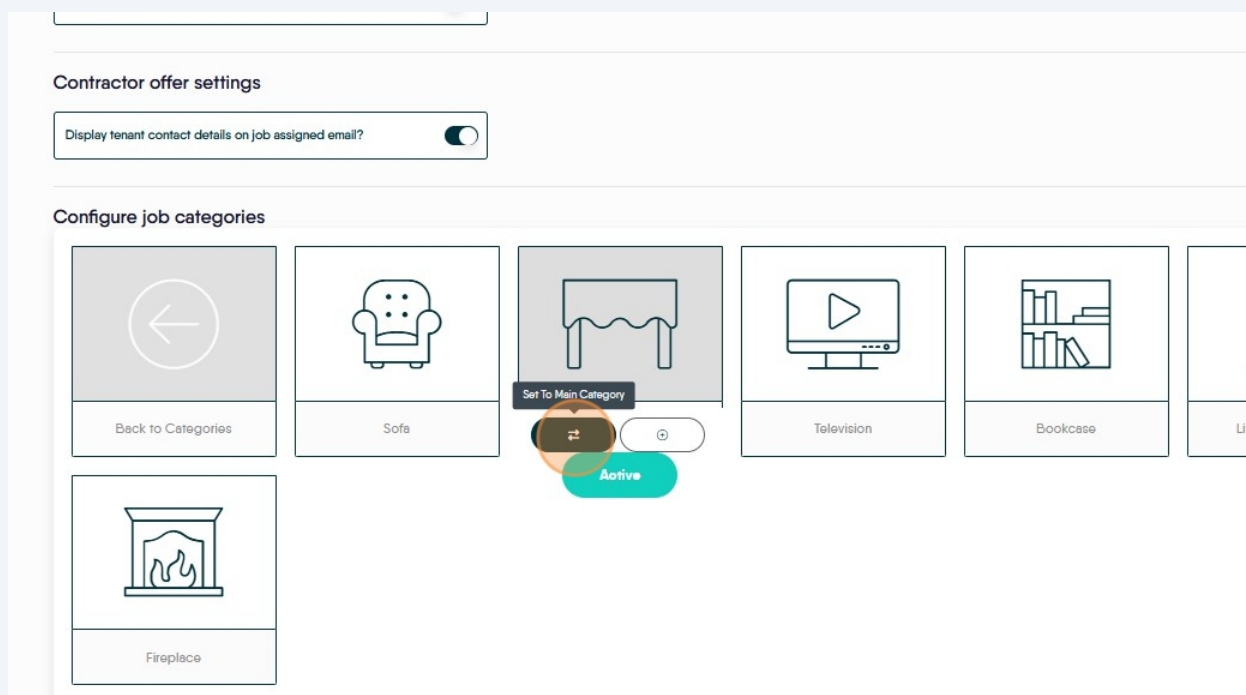 Contractor offer settings
Display tenant contact details on job assigned email?
Configure job categories
Set To Main Category
Back to Categories
Sofa
Television
Bookcase
Li
Active
Fireplace